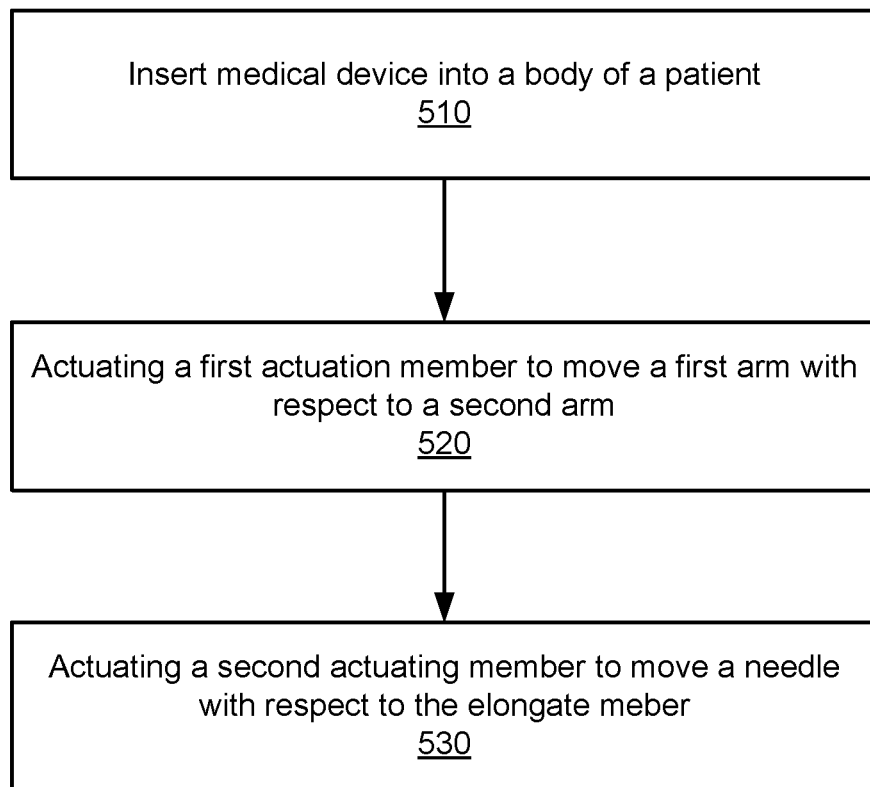 Insert medical device into a body of a patient
510
Actuating a first actuation member to move a first arm with
respect to a second arm
520
Actuating a second actuating member to move a needle
with respect to the elongate meber
530